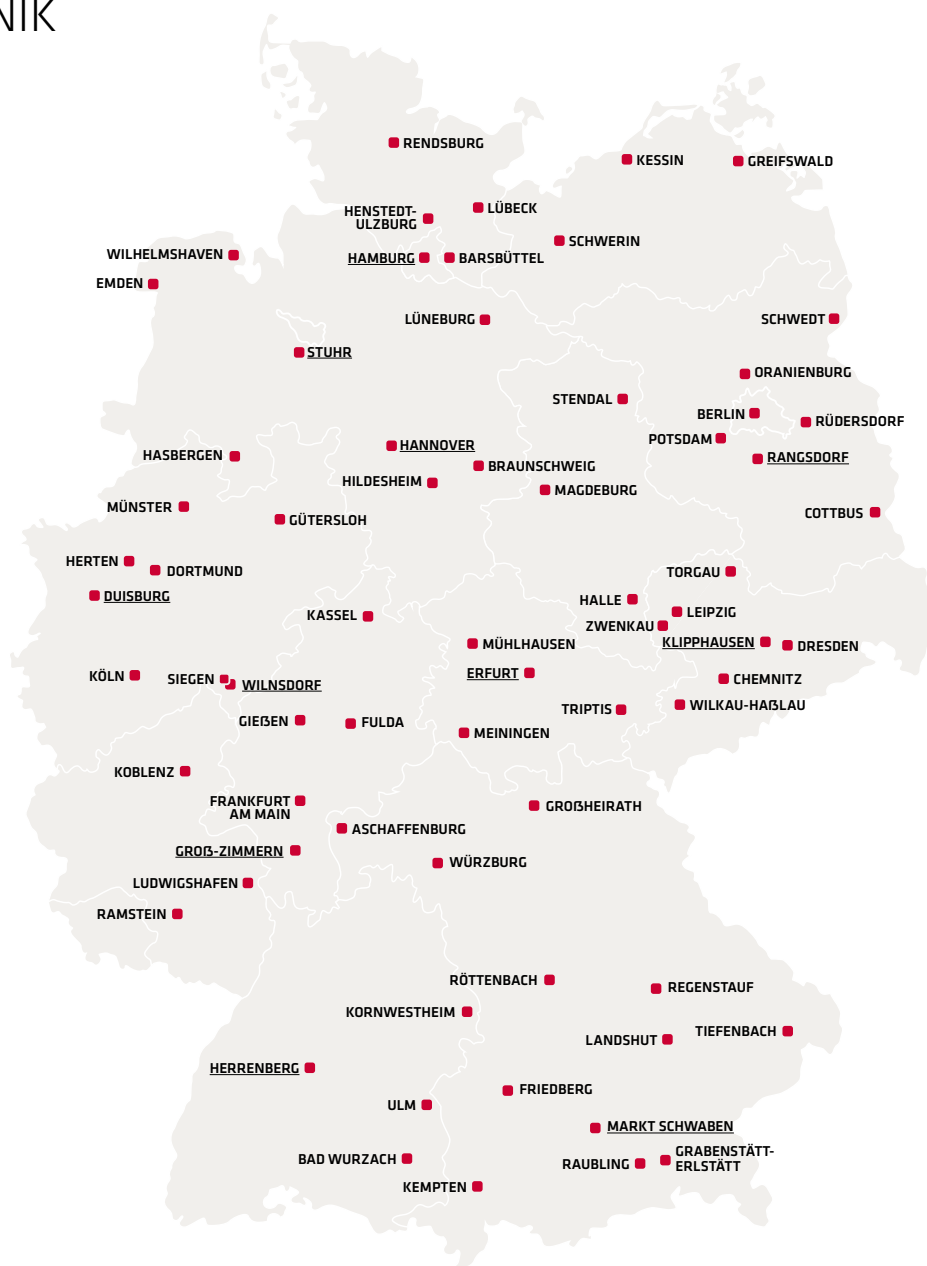 NIK
RENDSBURG
KESSIN
GREIFSWALD
HENSTEDT-
ULZBURG
LÜBECK
SCHWERIN
WILHELMSHAVEN
HAMBURG
BARSBÜTTEL
EMDEN
LÜNEBURG
SCHWEDT
STUHR
ORANIENBURG
STENDAL
BERLIN
RÜDERSDORF
POTSDAM
HANNOVER
RANGSDORF
HASBERGEN
BRAUNSCHWEIG
HILDESHEIM
MAGDEBURG
MÜNSTER
GÜTERSLOH
COTTBUS
HERTEN
DORTMUND
TORGAU
DUISBURG
HALLE
LEIPZIG
KASSEL
ZWENKAU
MÜHLHAUSEN
KLIPPHAUSEN
DRESDEN
KÖLN
SIEGEN
WILNSDORF
ERFURT
CHEMNITZ
WILKAU-HAßLAU
TRIPTIS
GIEßEN
FULDA
MEININGEN
KOBLENZ
FRANKFURT
AM MAIN
GROßHEIRATH
ASCHAFFENBURG
GROß-ZIMMERN
WÜRZBURG
LUDWIGSHAFEN
RAMSTEIN
RÖTTENBACH
REGENSTAUF
KORNWESTHEIM
TIEFENBACH
LANDSHUT
HERRENBERG
FRIEDBERG
ULM
MARKT SCHWABEN
BAD WURZACH
RAUBLING
GRABENSTÄTT-
ERLSTÄTT
KEMPTEN